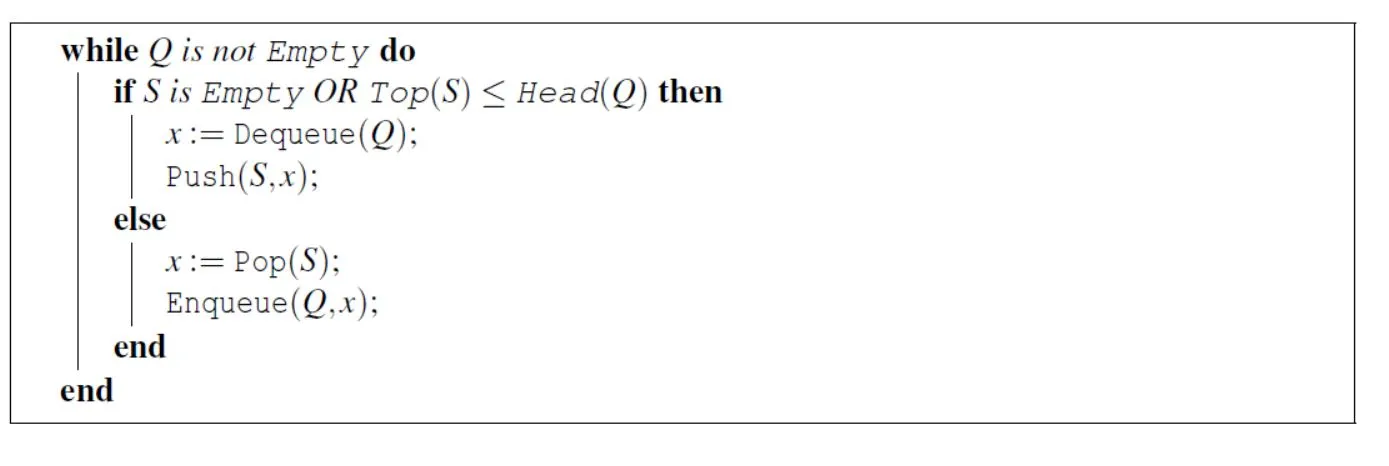 while Q is not Empty do
if S is Empty OR Top(S) ≤ Head(Q) then
x := Dequeue(Q);
Push(S,x);
else
x := Pop(S);
Enqueue(Q,x);
end
end